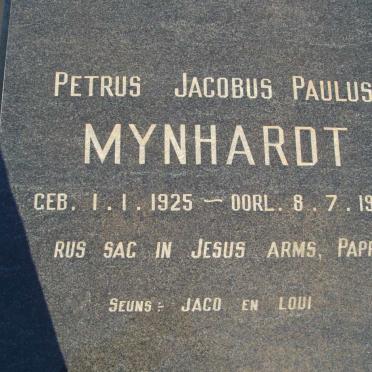 PETRUS JACOBUS PAULUS
MYNHARDT
GEB. 1.1.1925 — OORL. 8.7.19
RUS SAG IN JESUS ARMS, PAPP
SEUNS:- JACO EN LOUI